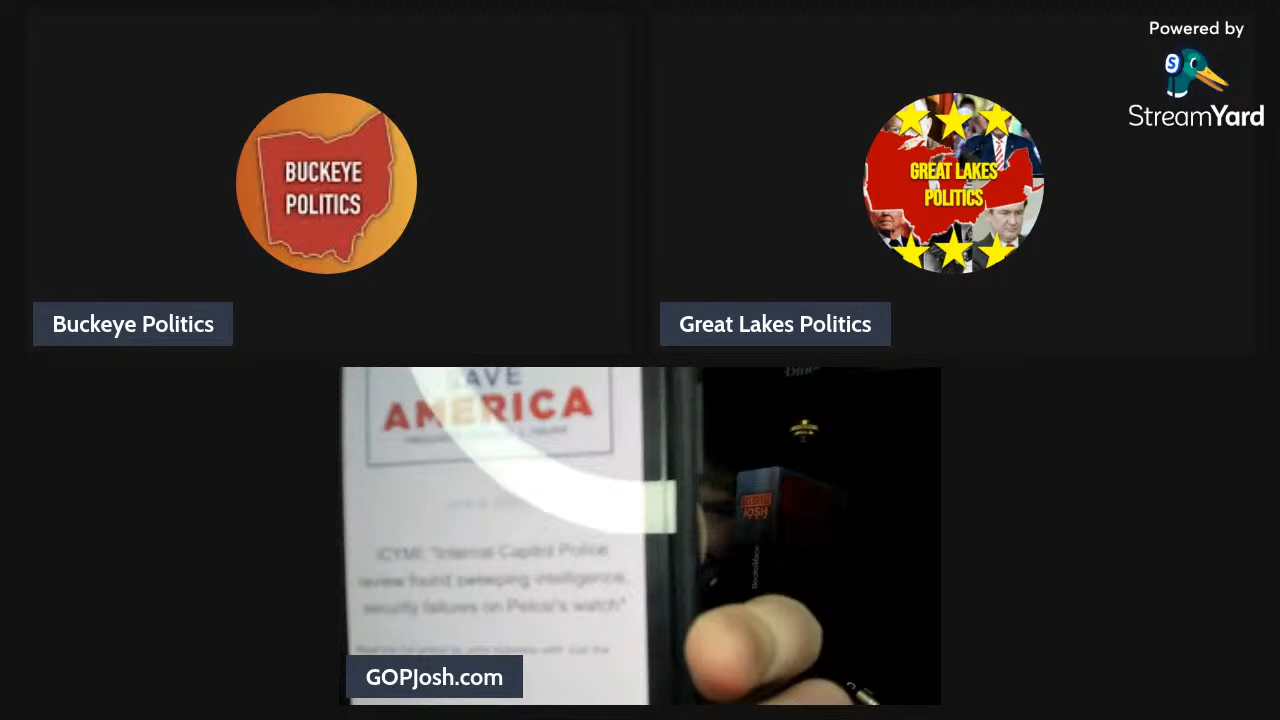 Powered by
StreamYard
BUCKEYE
POLITICS
GREAT LAKES
POLITICS
Buckeye Politics
Great Lakes Politics
AVE
AMERICA
ICYMI: "Internal Capitol Police
review found sweeping intelligence,
security failures on Pelosi's watch"
JOSH
GOPJosh.com